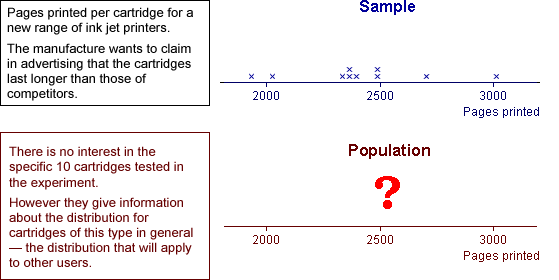 Pages printed per cartridge for a
new range of ink jet printers.
The manufacture wants to claim
in advertising that the cartridges
last longer than those of
competitors.
Sample
2000 2500 3000
Pages printed
There is no interest in the
specific 10 cartridges tested in
the experiment.
However they give information
about the distribution for
cartridges of this type in general
— the distribution that will apply
to other users.
Population
?
2000 2500 3000
Pages printed